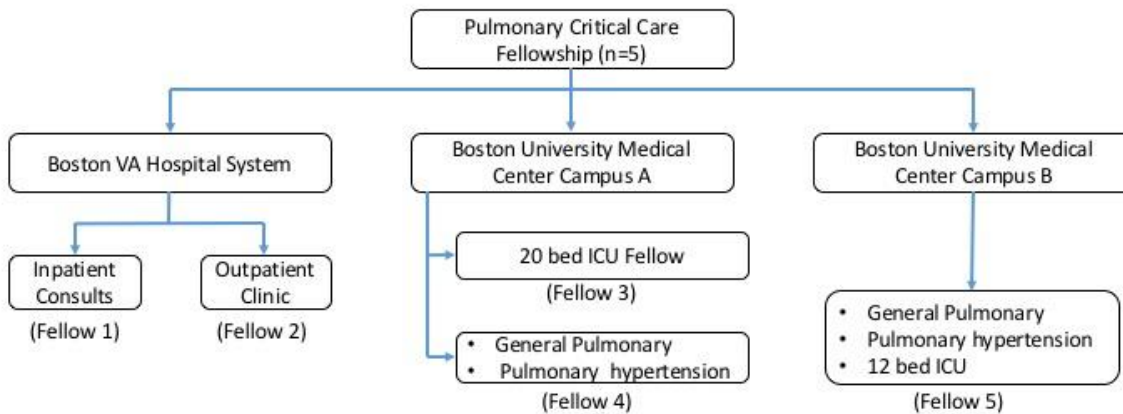 Pulmonary Critical Care
Fellowship (n=5)
Boston VA Hospital System
Boston University Medical
Center Campus A
Boston University Medical
Center Campus B
Inpatient
Consults
(Fellow 1)
Outpatient
Clinic
(Fellow 2)
20 bed ICU Fellow
(Fellow 3)
• General Pulmonary
• Pulmonary hypertension
(Fellow 4)
• General Pulmonary
• Pulmonary hypertension
• 12 bed ICU
(Fellow 5)